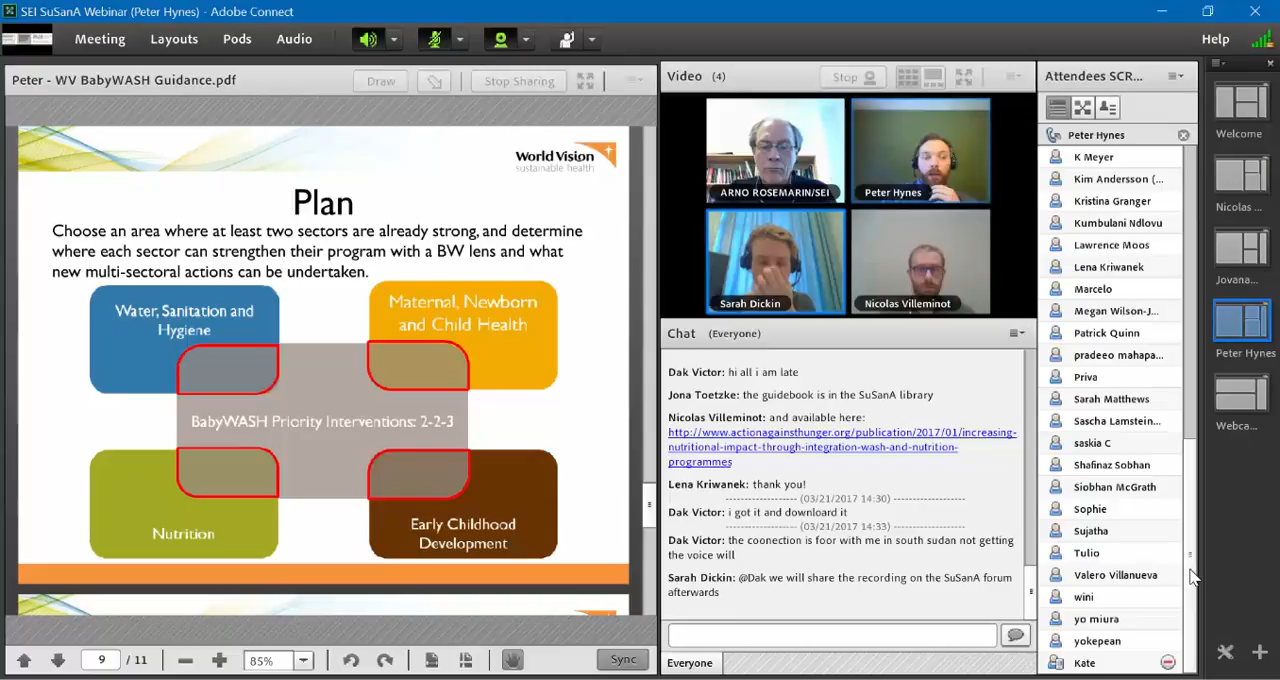 SEI SuSanA Webinar (Peter Hynes) - Adobe Connect
Meeting
Layouts
Pods
Audio
Help
Peter - WV BabyWASH Guidance.pdf
Draw
Stop Sharing
World Vision
sustainable health
Plan
Choose an area where at least two sectors are already strong, and determine
where each sector can strengthen their program with a BW lens and what
new multi-sectoral actions can be undertaken.
Water, Sanitation and
Hygiene
Maternal, Newborn
and Child Health
BabyWASH Priority Interventions: 2-2-3
Nutrition
Early Childhood
Development
9
/ 11
85%
Sync
Video (4)
Stop
ARNO ROSEMARIN/SEI
Peter Hynes
Sarah Dickin
Nicolas Villeminot
Chat (Everyone)
Dak Victor: hi all i am late
Jona Toetzke: the guidebook is in the SuSanA library
Nicolas Villeminot: and available here:
http://www.actionagainsthunger.org/publication/2017/01/increasing-
nutritional-impact-through-integration-wash-and-nutrition-
programmes
Lena Kriwanek: thank you!
------------------ (03/21/2017 14:30) ------------------
Dak Victor: i got it and downloard it
------------------ (03/21/2017 14:33) ------------------
Dak Victor: the coonection is foor with me in south sudan not getting
the voice will
Sarah Dickin: @Dak we will share the recording on the SuSanA forum
afterwards
Everyone
Attendees SCR...
Peter Hynes
K Meyer
Kim Andersson (...
Kristina Granger
Kumbulani Ndlovu
Lawrence Moos
Lena Kriwanek
Marcelo
Megan Wilson-J...
Patrick Quinn
pradeeo mahapa...
Priva
Sarah Matthews
Sascha Lamstein...
saskia C
Shafinaz Sobhan
Siobhan McGrath
Sophie
Sujatha
Tulio
Valero Villanueva
wini
yo miura
yokepean
Kate
Welcome
Nicolas ...
Jovana...
Peter Hynes
Webca...